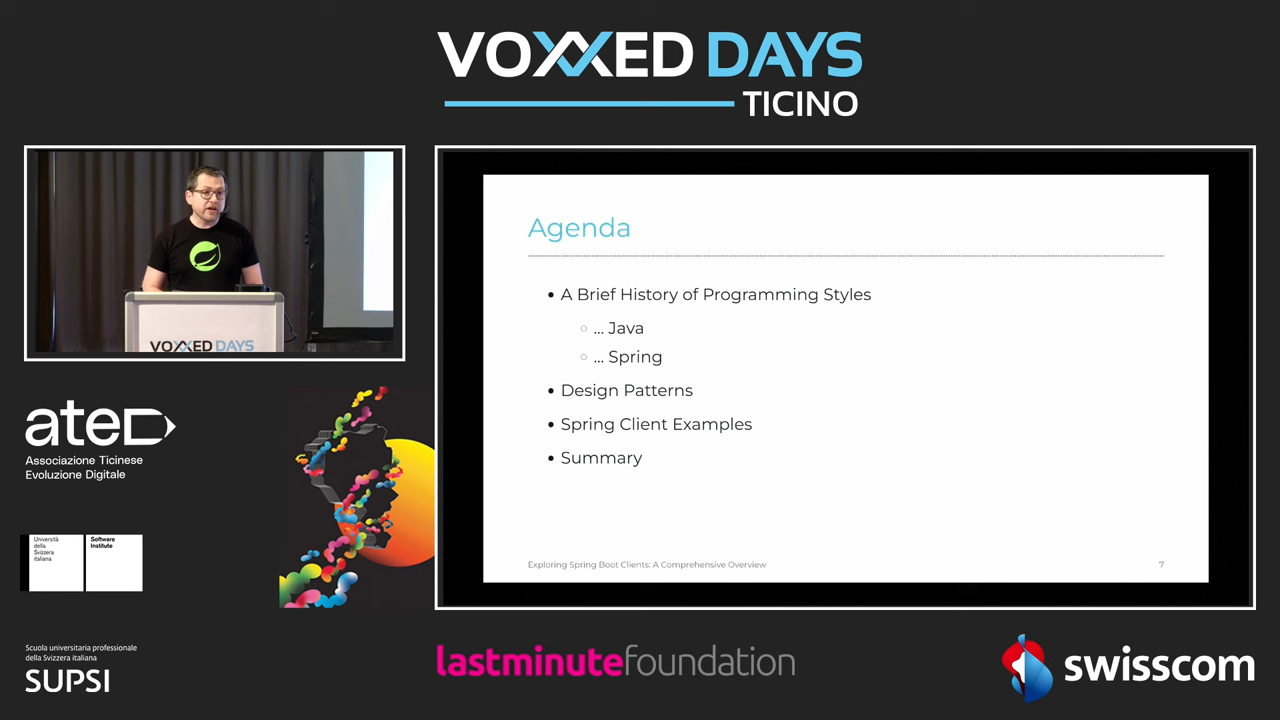 VOXXED DAYS
TICINO
VOXXED DAYS
Agenda
• A Brief History of Programming Styles
○ ... Java
○ ... Spring
• Design Patterns
• Spring Client Examples
• Summary
Exploring Spring Boot Clients: A Comprehensive Overview 7
ated
Associazione Ticinese
Evoluzione Digitale
Università
della
Svizzera
italiana
Software
Institute
Scuola universitaria professionale
della Svizzera italiana
SUPSI
lastminutefoundation
swisscom